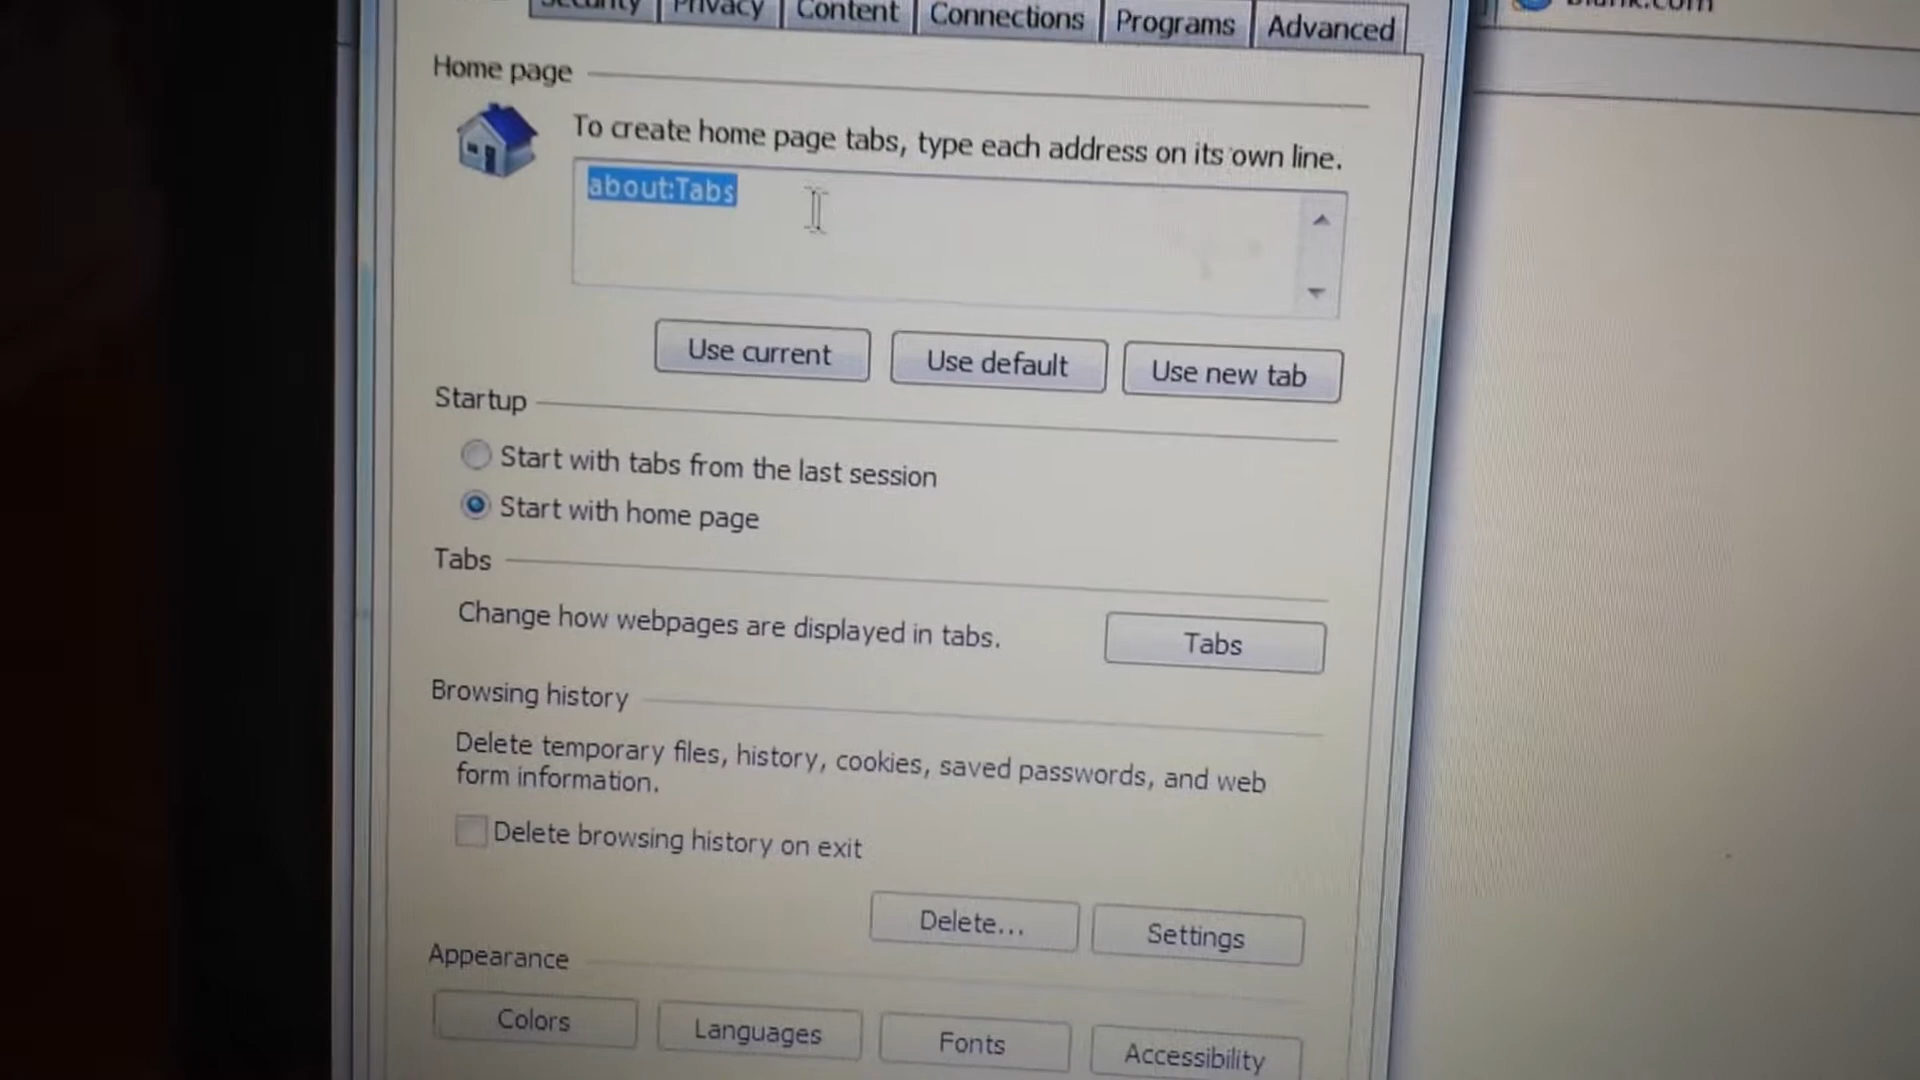 Security Privacy Content Connections Programs Advanced
blank.com
Home page
To create home page tabs, type each address on its own line.
about:Tabs
Use current Use default Use new tab
Startup
Start with tabs from the last session
Start with home page
Tabs
Change how webpages are displayed in tabs. Tabs
Browsing history
Delete temporary files, history, cookies, saved passwords, and web
form information.
Delete browsing history on exit
Delete... Settings
Appearance
Colors Languages Fonts Accessibility